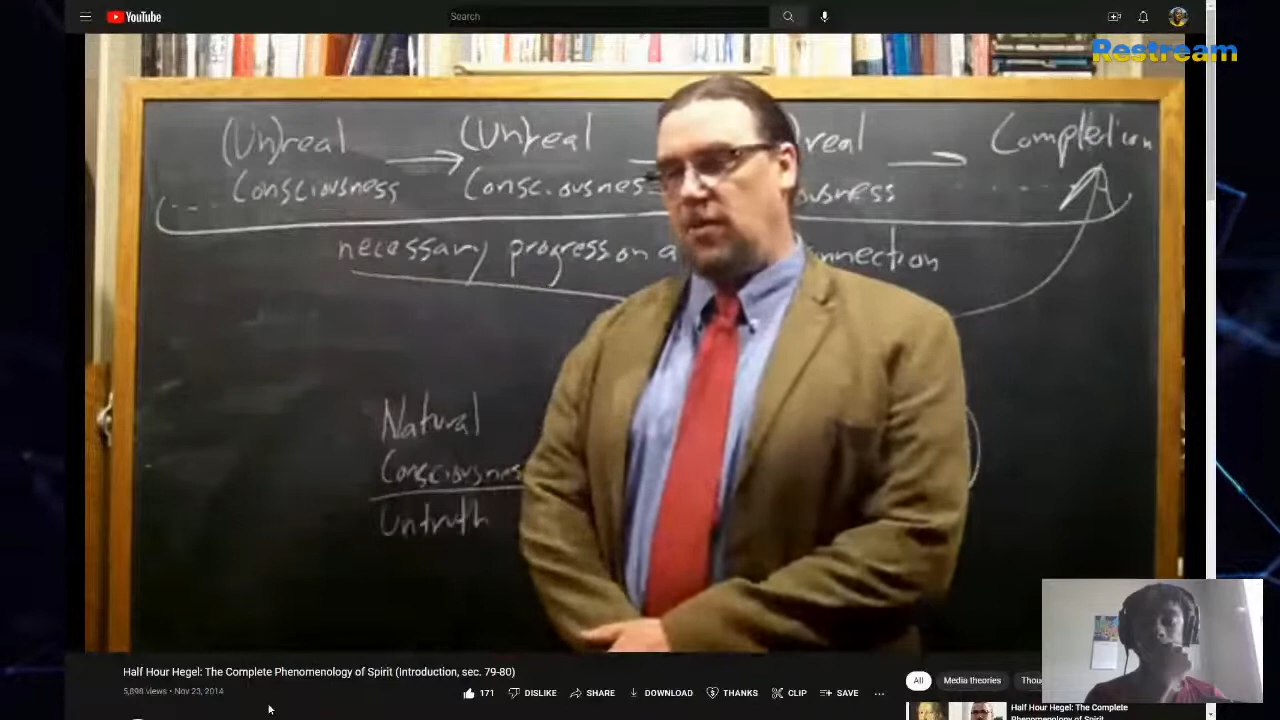 YouTube
Search
Restream
(Un)real (Un)real )real Completion
Consciousness Consciousnes ousness
necessary progression a nnection
Natural
Consciousness
Untruth
Half Hour Hegel: The Complete Phenomenology of Spirit (Introduction, sec. 79-80)
5,898 views • Nov 23, 2014
171 DISLIKE SHARE DOWNLOAD THANKS CLIP SAVE
All Media theories Thou
Half Hour Hegel: The Complete
Phenomenology of Spirit